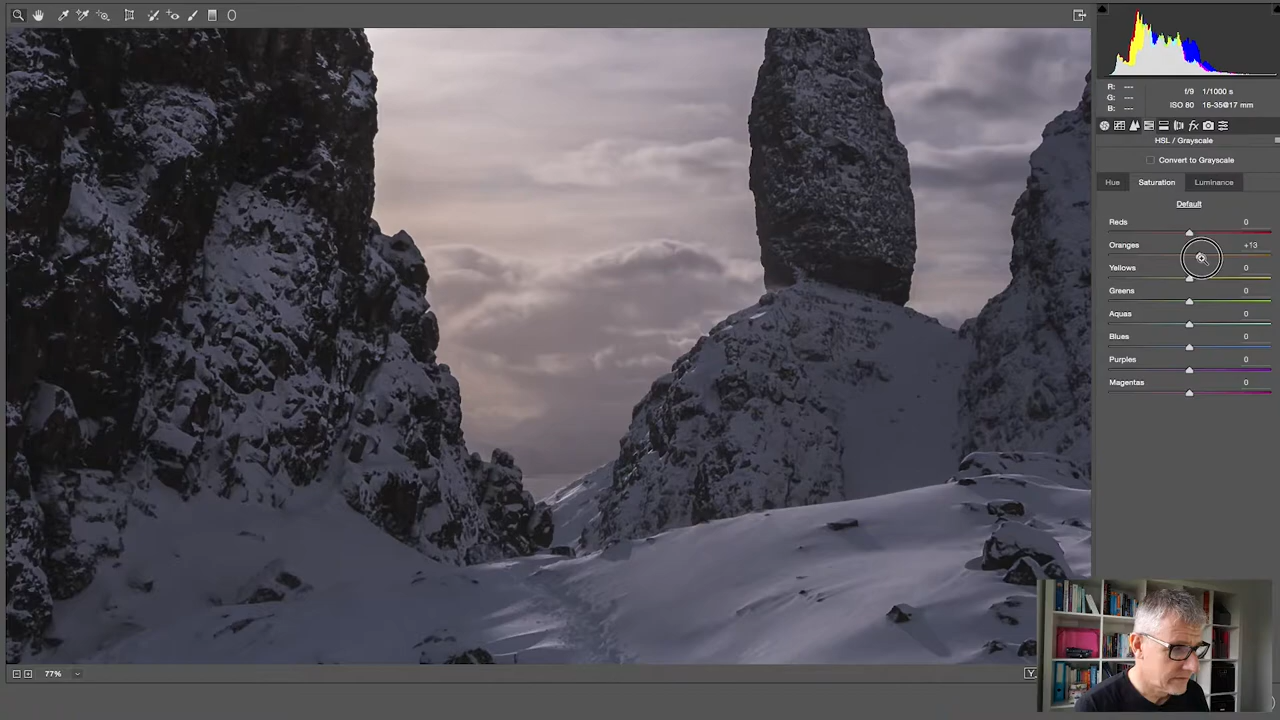 R: ---
G: ---
B: ---
f/9 1/1000 s
ISO 80 16-35@17 mm
fx
HSL / Grayscale
Convert to Grayscale
Hue Saturation Luminance
Default
Reds 0
Oranges +13
Yellows 0
Greens 0
Aquas 0
Blues 0
Purples 0
Magentas 0
77%
Y